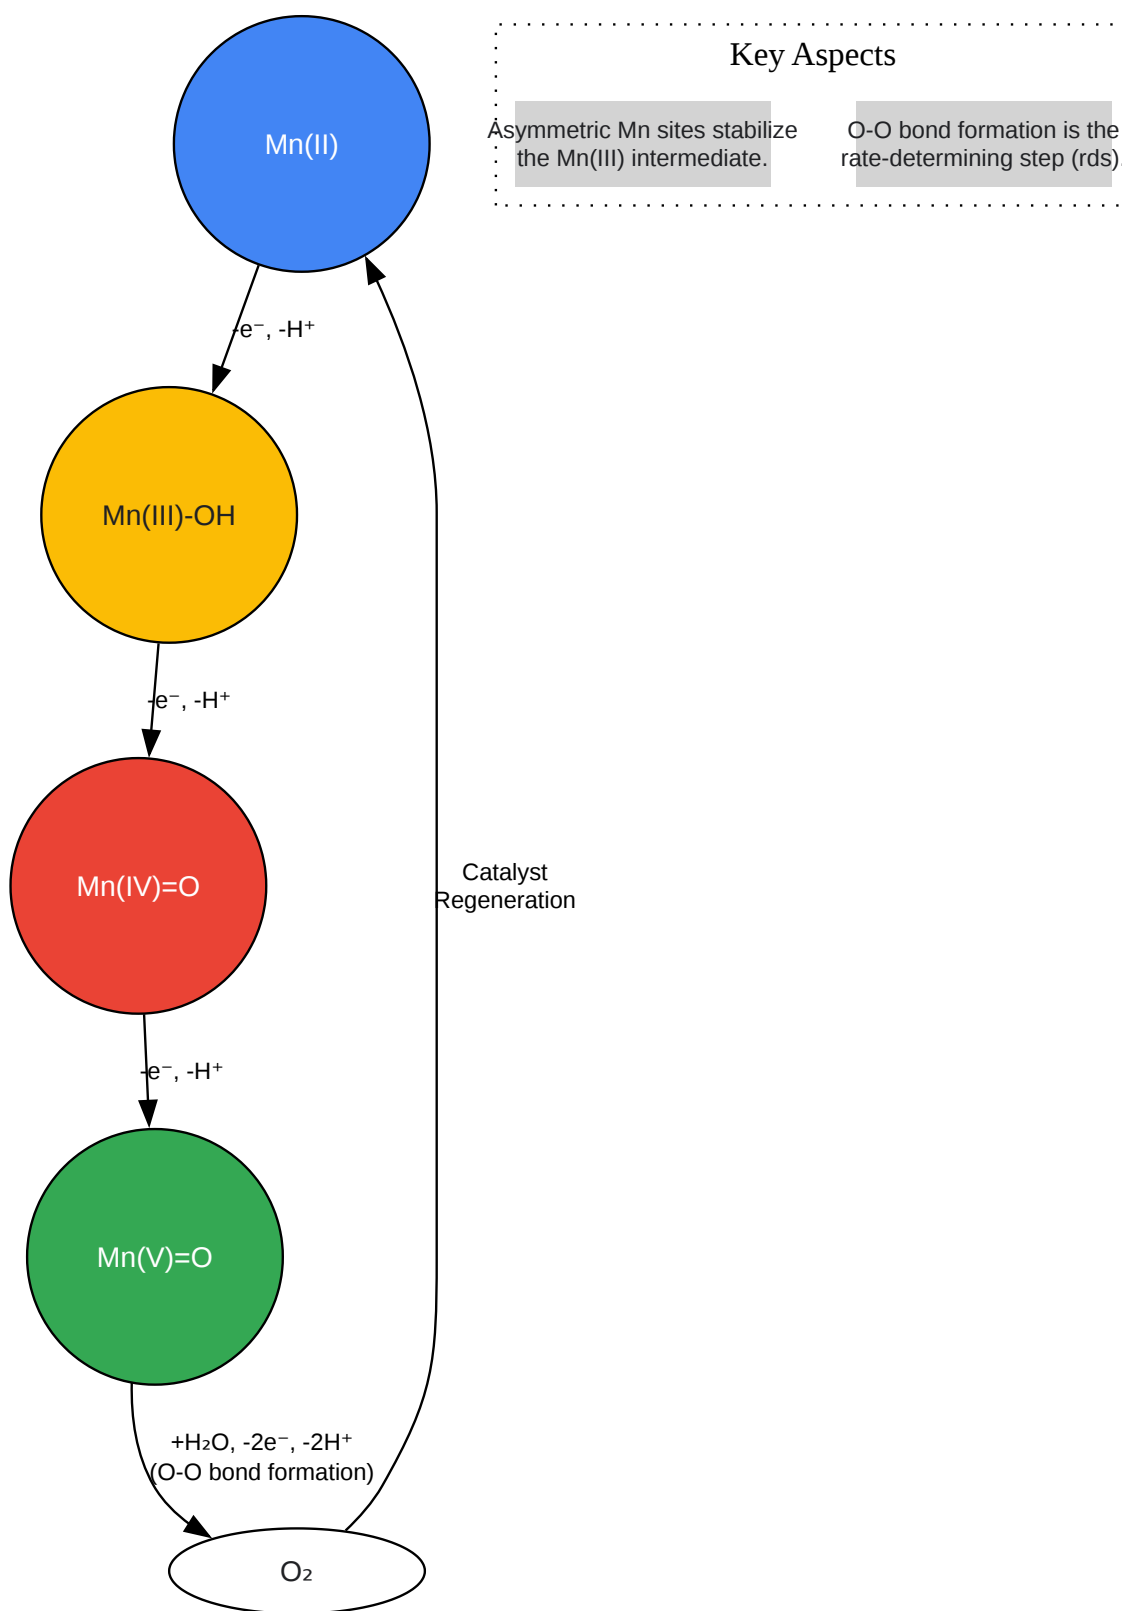 Key Aspects
Asymmetric Mn sites stabilize
the Mn(III) intermediate.
O-O bond formation is the
rate-determining step (rds).
Mn(II)
-e⁻, -H⁺
Mn(III)-OH
-e⁻, -H⁺
Mn(IV)=O
Catalyst
Regeneration
-e⁻, -H⁺
Mn(V)=O
+H₂O, -2e⁻, -2H⁺
(O-O bond formation)
O₂